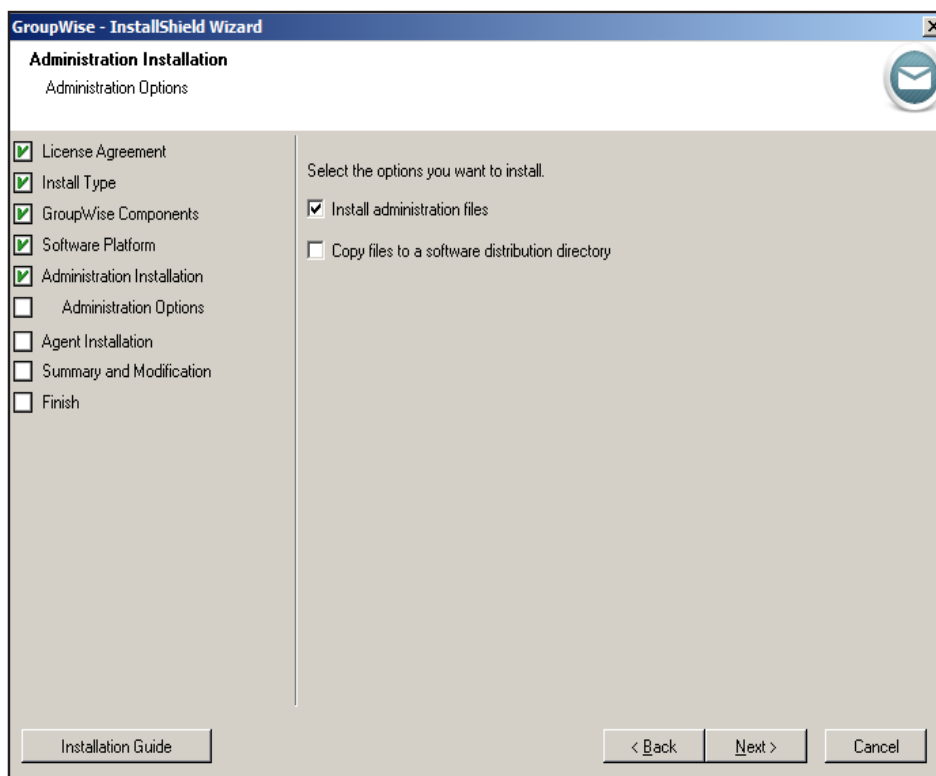 GroupWise - InstallShield Wizard
Administration Installation
Administration Options
License Agreement
Install Type
GroupWise Components
Software Platform
Administration Installation
Administration Options
Agent Installation
Summary and Modification
Finish
Select the options you want to install.
Install administration files
Copy files to a software distribution directory
Installation Guide
< Back
Next >
Cancel